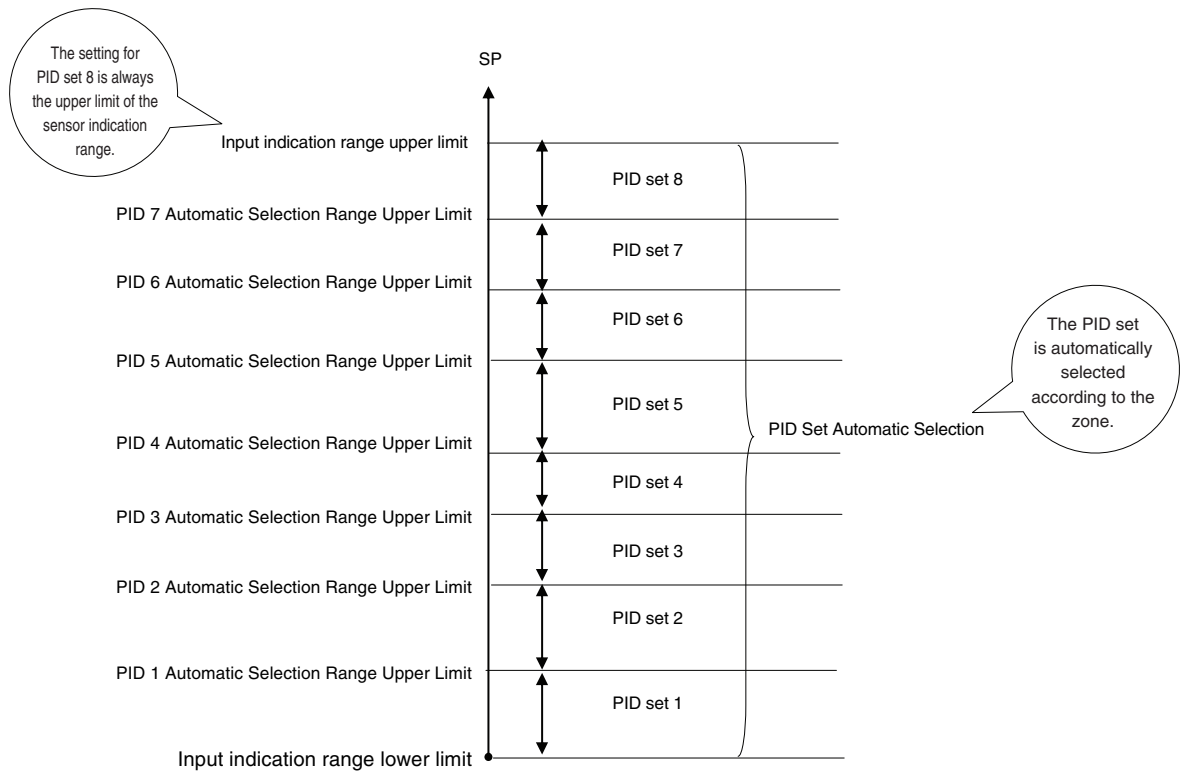 The setting for
PID set 8 is always
the upper limit of the
sensor indication
range.
SP
Input indication range upper limit
PID set 8
PID 7 Automatic Selection Range Upper Limit
PID set 7
PID 6 Automatic Selection Range Upper Limit
PID set 6
PID 5 Automatic Selection Range Upper Limit
PID set 5
PID 4 Automatic Selection Range Upper Limit
PID set 4
PID 3 Automatic Selection Range Upper Limit
PID set 3
PID 2 Automatic Selection Range Upper Limit
PID set 2
PID 1 Automatic Selection Range Upper Limit
PID set 1
Input indication range lower limit
PID Set Automatic Selection
The PID set
is automatically
selected
according to the
zone.